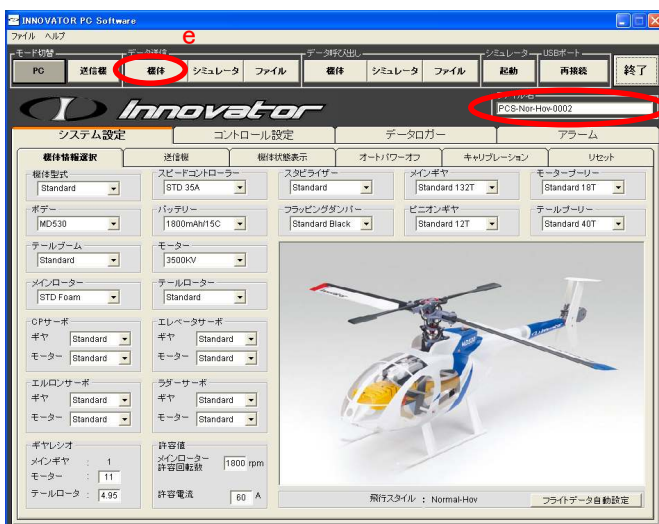 INNOVATOR PC Software
ファイル ヘルプ
e
モード切替 データ送信 データ呼び出し シミュレーター USBポート
PC 送信機 機体 シミュレータ ファイル 機体 シミュレータ ファイル 起動 再接続 終了
Innovator
ファイル名
PCS-Nor-Hov-0002
システム設定 コントロール設定 データロガー アラーム
機体情報選択 送信機 機体状態表示 オートパワーオフ キャリブレーション リセット
機体型式 スピードコントローラー スタビライザー メインギヤ モータープーリー
Standard STD 35A Standard Standard 132T Standard 18T
ボデー バッテリー フラッピングダンパー ピニオンギヤ テールプーリー
MD530 1800mAh/15C Standard Black Standard 12T Standard 40T
テールブーム モーター
Standard 3500KV
メインローター テールローター
STD Foam Standard
CPサーボ エレベータサーボ
ギヤ Standard ギヤ Standard
モーター Standard モーター Standard
エルロンサーボ ラダーサーボ
ギヤ Standard ギヤ Standard
モーター Standard モーター Standard
ギヤレシオ 許容値
メインギヤ : 1 メインローター許容回転数 1800 rpm
モーター : 11
テールロータ : 4.95 許容電流 60 A
MD530
飛行スタイル : Normal-Hov フライトデータ自動設定